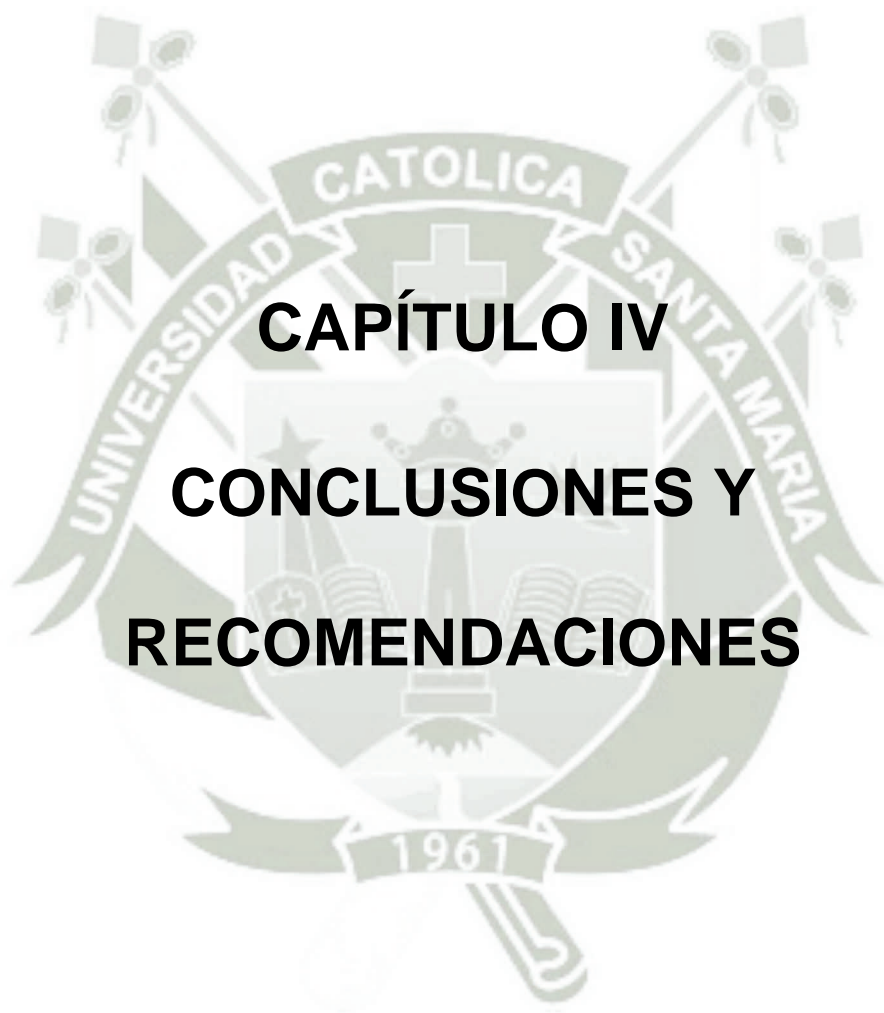 UNIVERSIDAD CATOLICA SANTA MARIA
CAPÍTULO IV
CONCLUSIONES Y
RECOMENDACIONES
1961